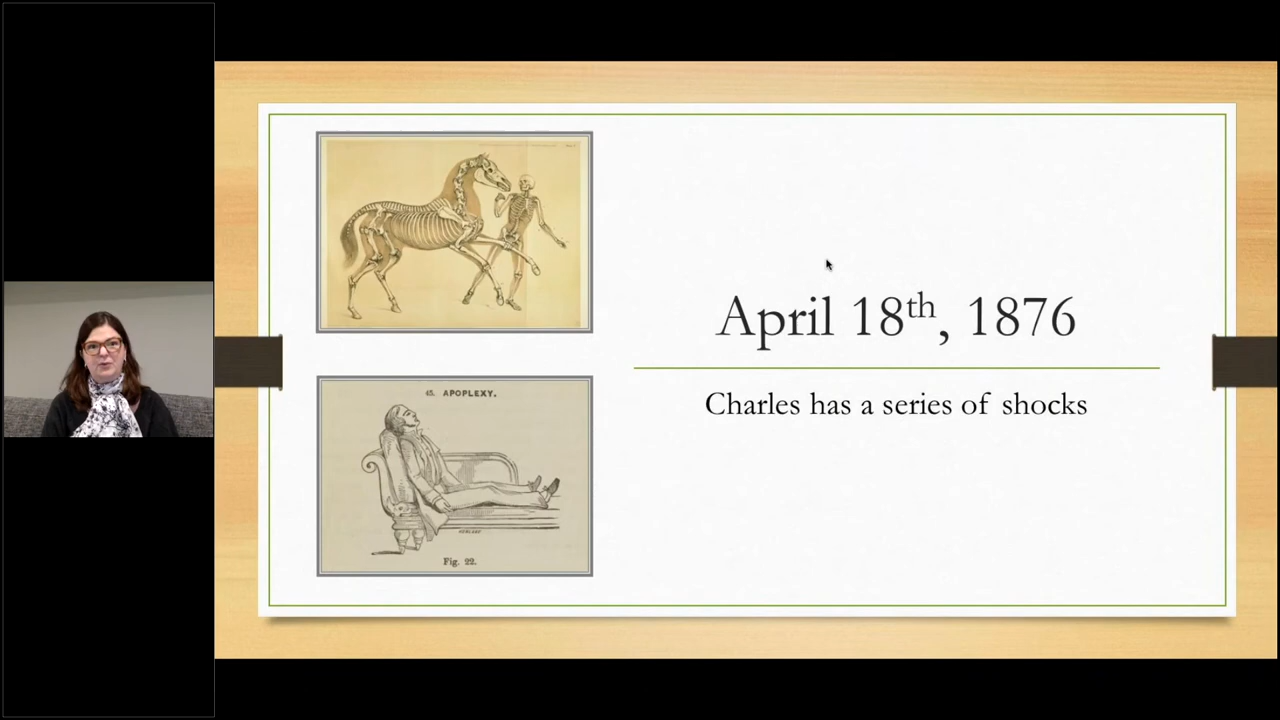 April 18th, 1876
Charles has a series of shocks
45. APOPLEXY.
Fig. 22.